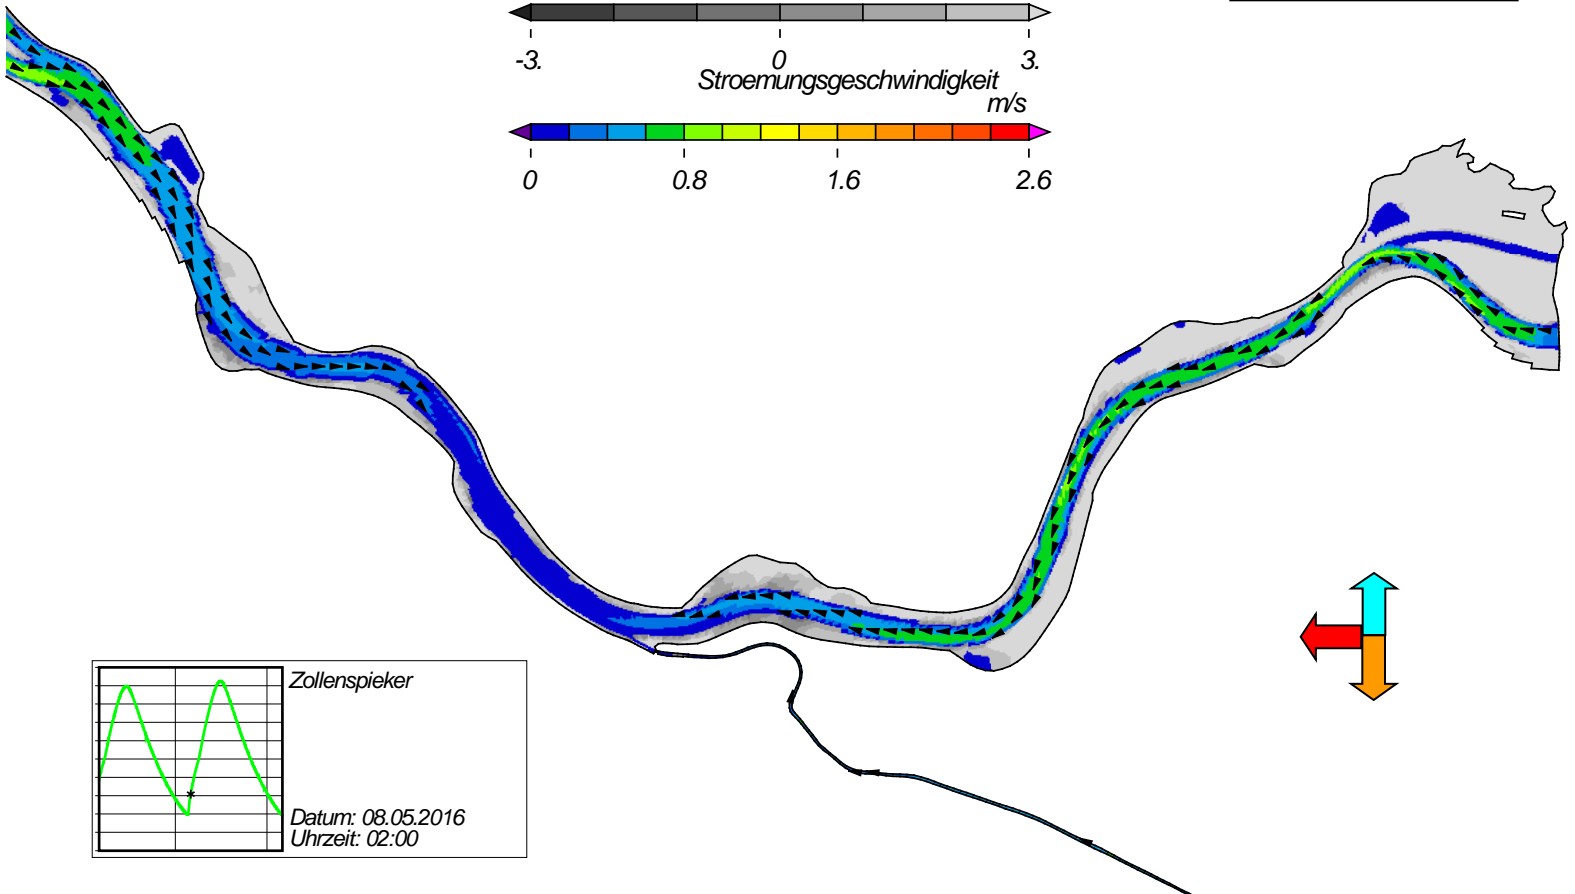 -3. 0 3.
Stroemungsgeschwindigkeit
m/s
0 0.8 1.6 2.6
Zollenspieker
Datum: 08.05.2016
Uhrzeit: 02:00